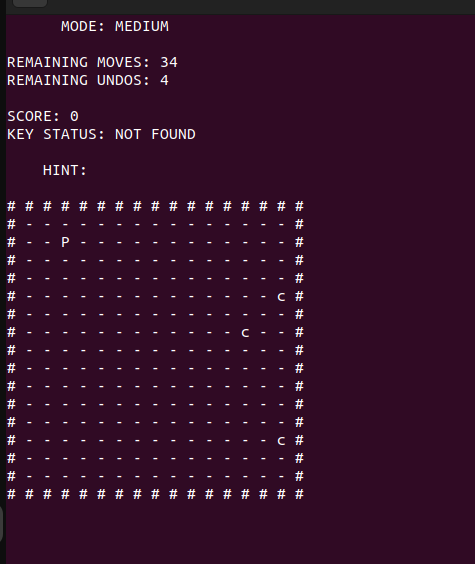 MODE: MEDIUM
REMAINING MOVES: 34
REMAINING UNDOS: 4
SCORE: 0
KEY STATUS: NOT FOUND
HINT:
# # # # # # # # # # # # # # # # #
# - - - - - - - - - - - - - - - #
# - - P - - - - - - - - - - - - #
# - - - - - - - - - - - - - - - #
# - - - - - - - - - - - - - - - #
# - - - - - - - - - - - - - - c #
# - - - - - - - - - - - - - - - #
# - - - - - - - - - - - - c - - #
# - - - - - - - - - - - - - - - #
# - - - - - - - - - - - - - - - #
# - - - - - - - - - - - - - - - #
# - - - - - - - - - - - - - - - #
# - - - - - - - - - - - - - - - #
# - - - - - - - - - - - - - - c #
# - - - - - - - - - - - - - - - #
# - - - - - - - - - - - - - - - #
# # # # # # # # # # # # # # # # #